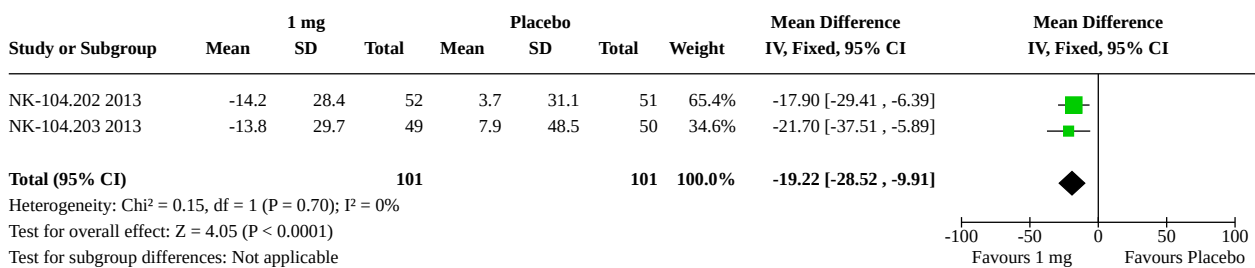 1 mg Placebo Mean Difference Mean Difference
Study or Subgroup Mean SD Total Mean SD Total Weight IV, Fixed, 95% CI IV, Fixed, 95% CI
NK-104.202 2013 -14.2 28.4 52 3.7 31.1 51 65.4% -17.90 [-29.41 , -6.39]
NK-104.203 2013 -13.8 29.7 49 7.9 48.5 50 34.6% -21.70 [-37.51 , -5.89]
Total (95% CI) 101 101 100.0% -19.22 [-28.52 , -9.91]
Heterogeneity: Chi² = 0.15, df = 1 (P = 0.70); I² = 0%
Test for overall effect: Z = 4.05 (P < 0.0001) -100 -50 0 50 100
Test for subgroup differences: Not applicable Favours 1 mg Favours Placebo